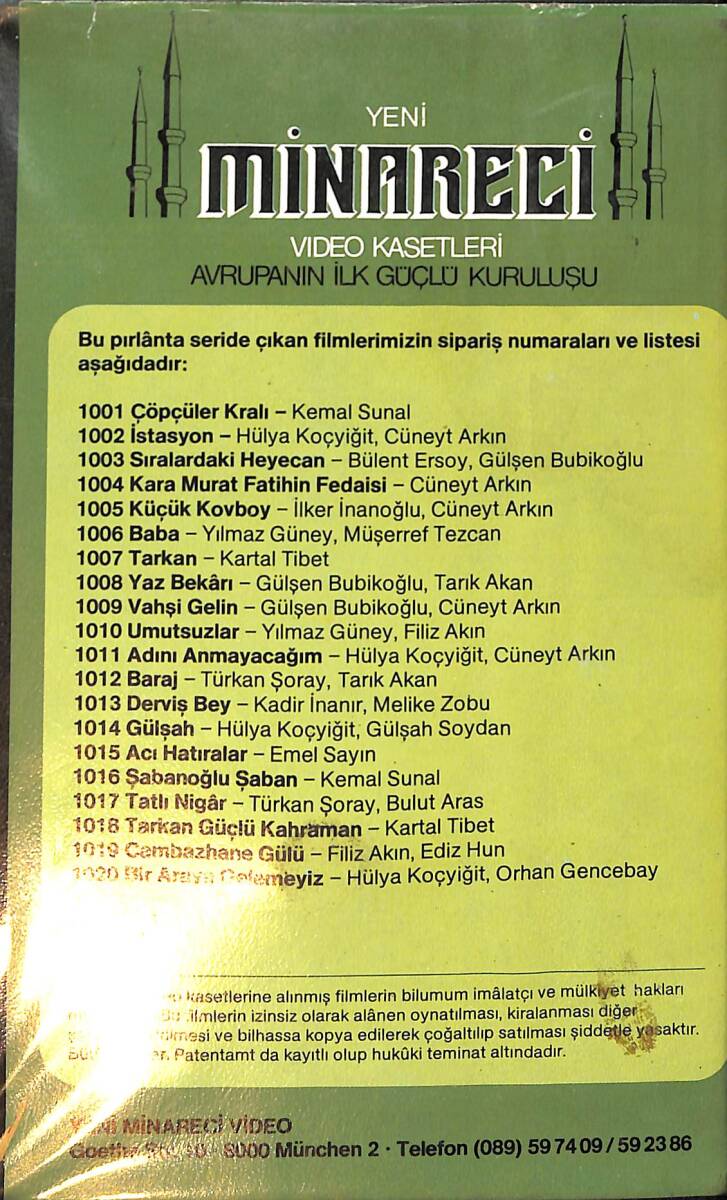 YENİ
MİNARECİ
VIDEO KASETLERİ
AVRUPANIN İLK GÜÇLÜ KURULUŞU
Bu pırlânta seride çıkan filmlerimizin sipariş numaraları ve listesi
aşağıdadır:
1001 Çöpçüler Kralı – Kemal Sunal
1002 İstasyon – Hülya Koçyiğit, Cüneyt Arkın
1003 Sıralardaki Heyecan – Bülent Ersoy, Gülşen Bubikoğlu
1004 Kara Murat Fatihin Fedaisi – Cüneyt Arkın
1005 Küçük Kovboy – İlker İnanoğlu, Cüneyt Arkın
1006 Baba – Yılmaz Güney, Müşerref Tezcan
1007 Tarkan – Kartal Tibet
1008 Yaz Bekârı – Gülşen Bubikoğlu, Tarık Akan
1009 Vahşi Gelin – Gülşen Bubikoğlu, Cüneyt Arkın
1010 Umutsuzlar – Yılmaz Güney, Filiz Akın
1011 Adını Anmayacağım – Hülya Koçyiğit, Cüneyt Arkın
1012 Baraj – Türkan Şoray, Tarık Akan
1013 Derviş Bey – Kadir İnanır, Melike Zobu
1014 Gülşah – Hülya Koçyiğit, Gülşah Soydan
1015 Acı Hatıralar – Emel Sayın
1016 Şabanoğlu Şaban – Kemal Sunal
1017 Tatlı Nigâr – Türkan Şoray, Bulut Aras
1018 Tarkan Güçlü Kahraman – Kartal Tibet
1019 Cambazhane Gülü – Filiz Akın, Ediz Hun
1020 Bir Araya Gelemeyiz – Hülya Koçyiğit, Orhan Gencebay
kasetlerine alınmış filmlerin bilumum imâlatçı ve mülkiyet hakları
filmlerin izinsiz olarak alânen oynatılması, kiralanması diğer
ve bilhassa kopya edilerek çoğaltılıp satılması şiddetle yasaktır.
Patentamt da kayıtlı olup hukûki teminat altındadır.
YENİ MİNARECİ VİDEO
8000 München 2 · Telefon (089) 59 74 09 / 59 23 86